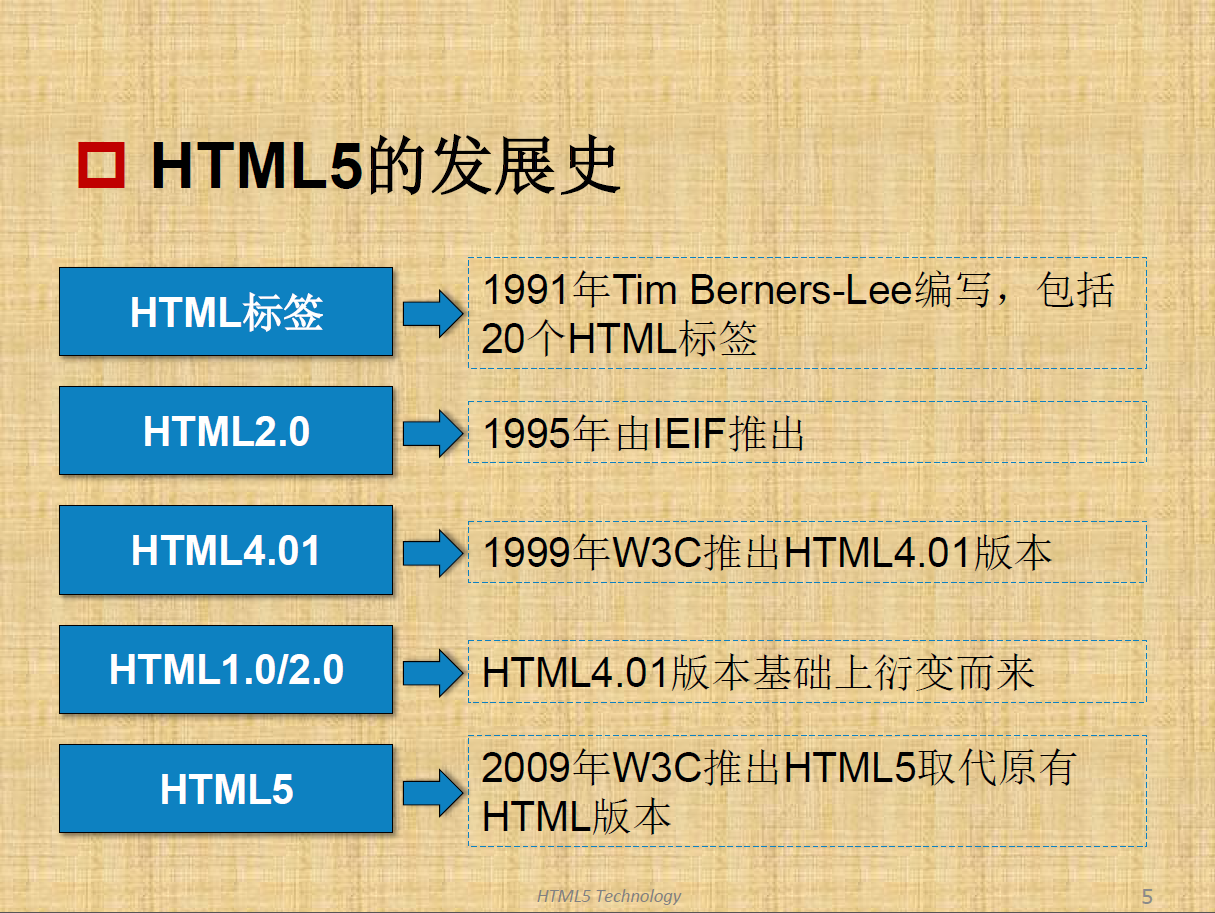 HTML5的发展史
HTML标签
1991年Tim Berners-Lee编写，包括
20个HTML标签
HTML2.0
1995年由IEIF推出
HTML4.01
1999年W3C推出HTML4.01版本
HTML1.0/2.0
HTML4.01版本基础上衍变而来
HTML5
2009年W3C推出HTML5取代原有
HTML版本
HTML5 Technology
5